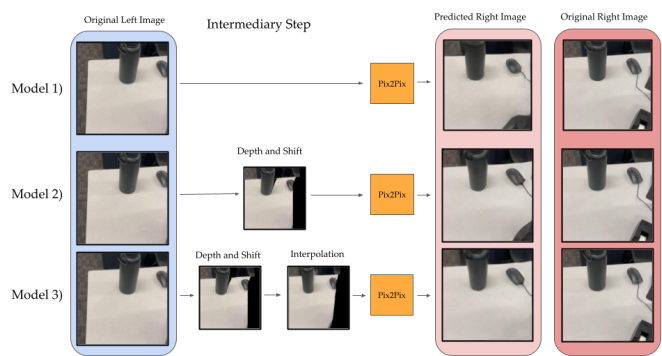 Original Left Image
Intermediary Step
Predicted Right Image
Original Right Image
Model 1)
Pix2Pix
Depth and Shift
Model 2)
Pix2Pix
Depth and Shift
Interpolation
Model 3)
Pix2Pix